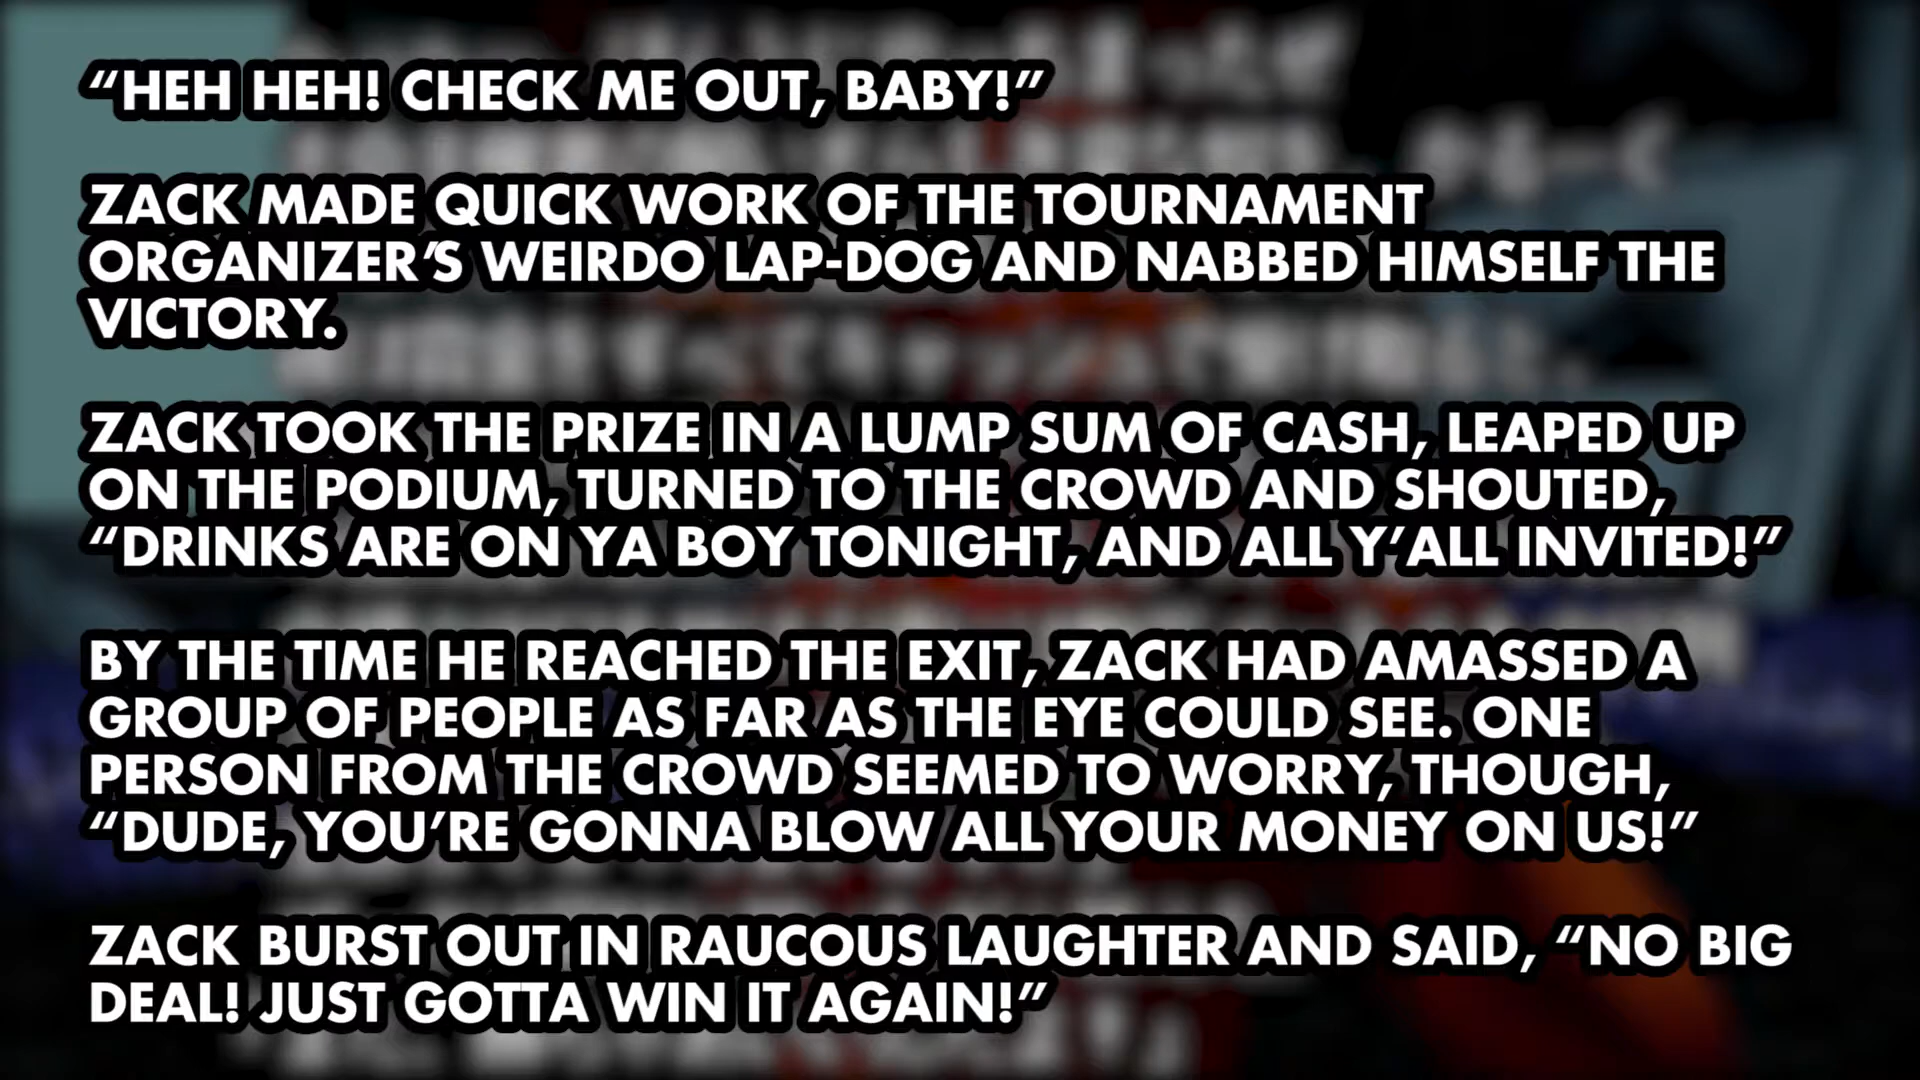 “HEH HEH! CHECK ME OUT, BABY!”
ZACK MADE QUICK WORK OF THE TOURNAMENT
ORGANIZER’S WEIRDO LAP-DOG AND NABBED HIMSELF THE
VICTORY.
ZACK TOOK THE PRIZE IN A LUMP SUM OF CASH, LEAPED UP
ON THE PODIUM, TURNED TO THE CROWD AND SHOUTED,
“DRINKS ARE ON YA BOY TONIGHT, AND ALL Y’ALL INVITED!”
BY THE TIME HE REACHED THE EXIT, ZACK HAD AMASSED A
GROUP OF PEOPLE AS FAR AS THE EYE COULD SEE. ONE
PERSON FROM THE CROWD SEEMED TO WORRY, THOUGH,
“DUDE, YOU’RE GONNA BLOW ALL YOUR MONEY ON US!”
ZACK BURST OUT IN RAUCOUS LAUGHTER AND SAID, “NO BIG
DEAL! JUST GOTTA WIN IT AGAIN!”